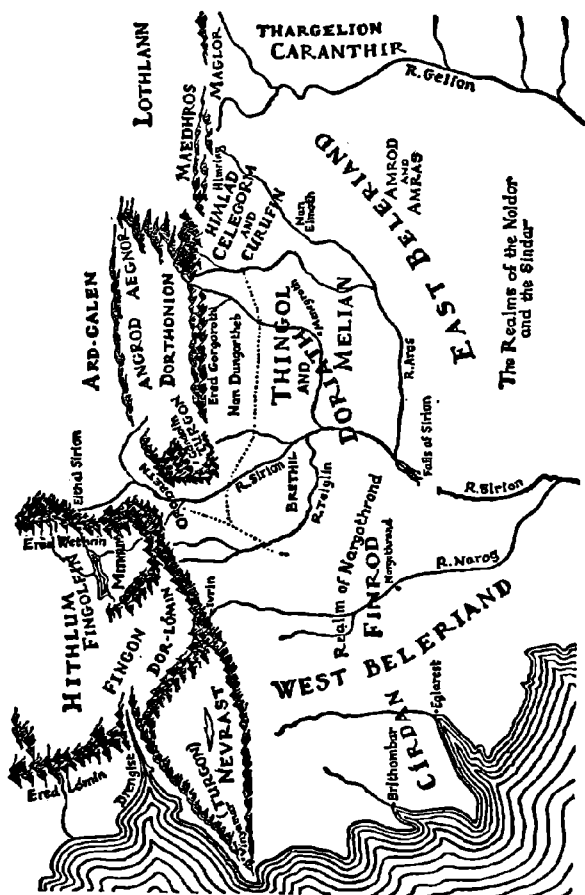 THARGELION
CARANTHIR
R. Gelion
LOTHLANN
MAGLOR
MAEDHROS
Himring
HIMLAD
CELEGORM
AND
CURUFIN
Nan
Elmoth
AMROD
AND
AMRAS
EAST BELERIAND
The Realms of the Noldor
and the Sindar
ARD-GALEN
ANGROD AEGNOR
DORTHONION
Ered Gorgoroth
Nan Dungortheb
THINGOL
AND
MELIAN
Menegroth
DORIATH
R. Aros
Falls of Sirion
Eithel Sirion
TURGON
R. Sirion
BRETHIL
R. Teiglin
R. Sirion
Ered Wethrin
Mithrim
HITHLUM
FINGOLFIN
FINGON
DOR-LÓMIN
Realm of Nargothrond
FINROD
Nargothrond
R. Narog
WEST BELERIAND
Ered Lómin
Drengist
(TURGON)
NEVRAST
Vinyamar
Brithombar
CÍRDAN
Eglarest